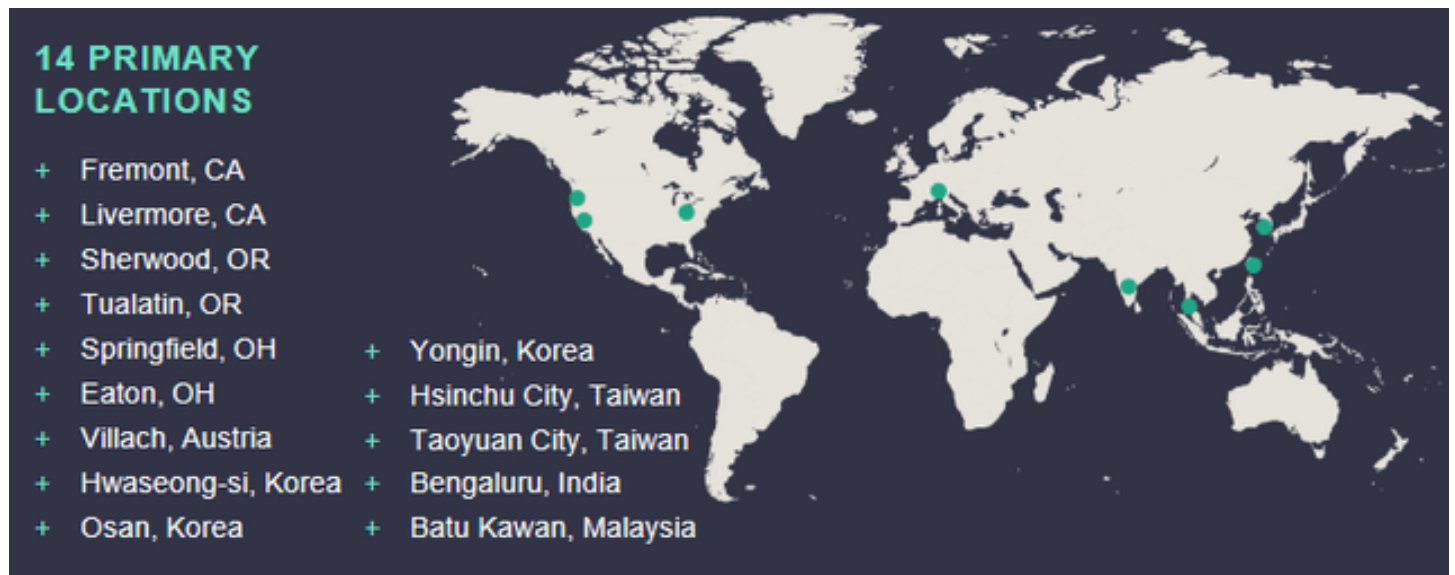 14 PRIMARY
LOCATIONS
+ Fremont, CA
+ Livermore, CA
+ Sherwood, OR
+ Tualatin, OR
+ Springfield, OH
+ Eaton, OH
+ Villach, Austria
+ Hwaseong-si, Korea
+ Osan, Korea
+ Yongin, Korea
+ Hsinchu City, Taiwan
+ Taoyuan City, Taiwan
+ Bengaluru, India
+ Batu Kawan, Malaysia